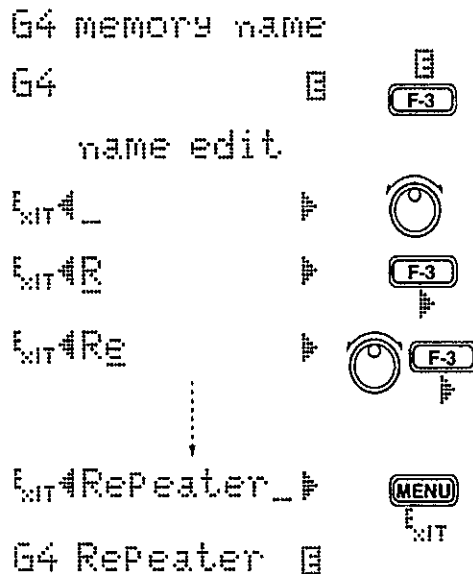 G4 memory name
E
G4 E F-3
name edit
EXIT◀_ ▶
EXIT◀R ▶ F-3
▶
EXIT◀Re ▶ F-3
▶
EXIT◀RePeater_▶ MENU
EXIT
G4 RePeater E